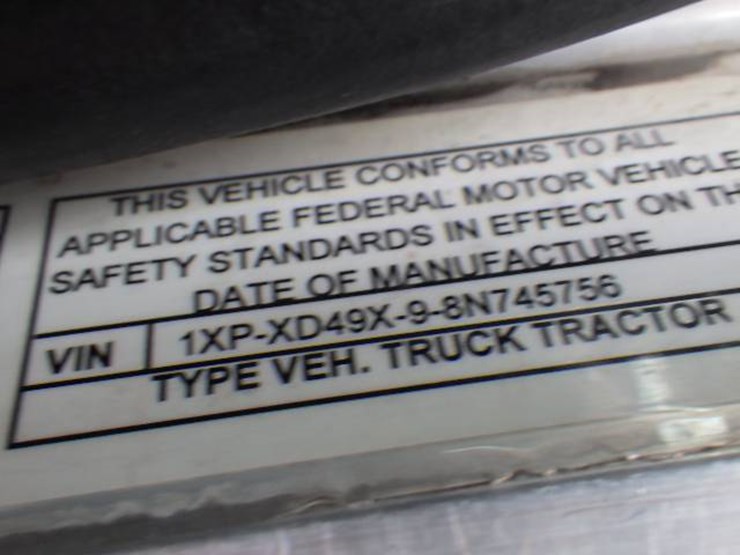 THIS VEHICLE CONFORMS TO ALL
APPLICABLE FEDERAL MOTOR VEHICLE
SAFETY STANDARDS IN EFFECT ON TH
DATE OF MANUFACTURE
VIN 1XP-XD49X-9-8N745756
TYPE VEH. TRUCK TRACTOR